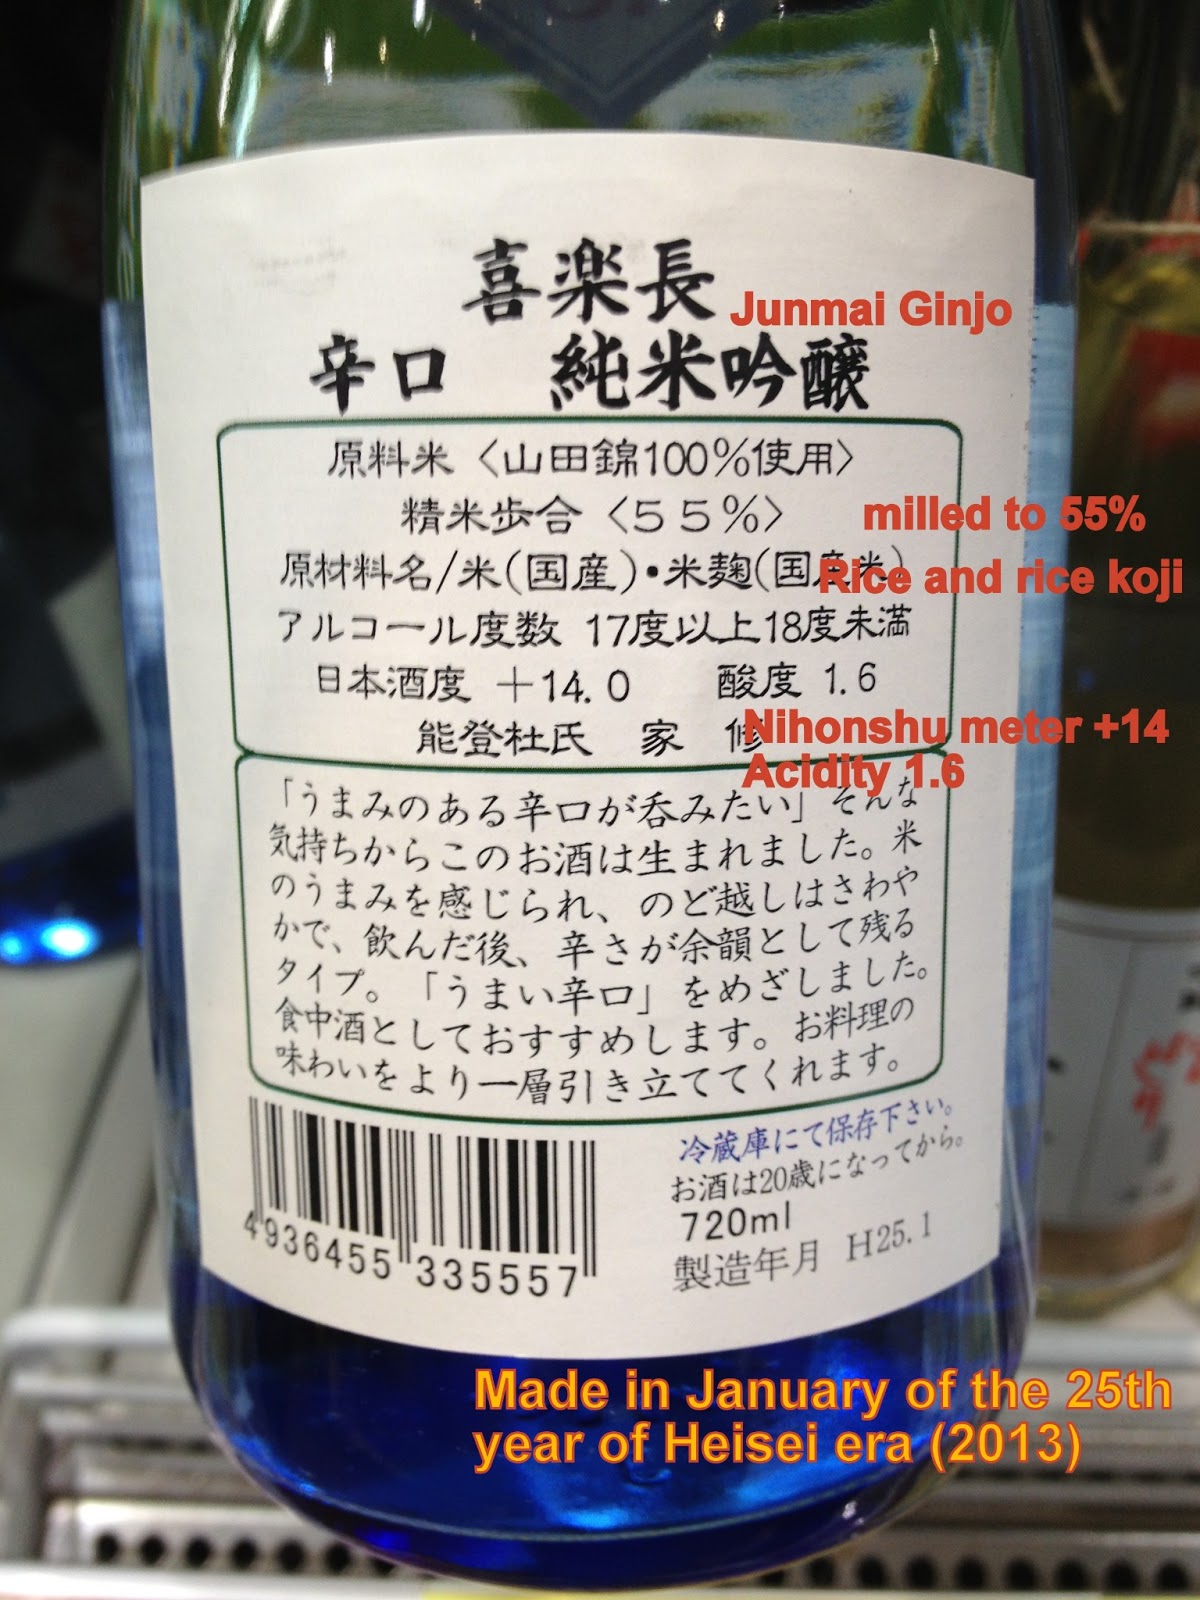 喜楽長
Junmai Ginjo
辛口 純米吟醸
原料米〈山田錦100%使用〉
精米歩合〈55%〉
milled to 55%
原材料名/米(国産)・米麹(国産米)
Rice and rice koji
アルコール度数 17度以上18度未満
日本酒度 +14.0 酸度 1.6
能登杜氏 家 修
Nihonshu meter +14
Acidity 1.6
「うまみのある辛口が呑みたい」そんな
気持ちからこのお酒は生まれました。米
のうまみを感じられ、のど越しはさわや
かで、飲んだ後、辛さが余韻として残る
タイプ。「うまい辛口」をめざしました。
食中酒としておすすめします。お料理の
味わいをより一層引き立ててくれます。
冷蔵庫にて保存下さい。
お酒は20歳になってから。
720ml
製造年月 H25.1
4936455335557
Made in January of the 25th
year of Heisei era (2013)